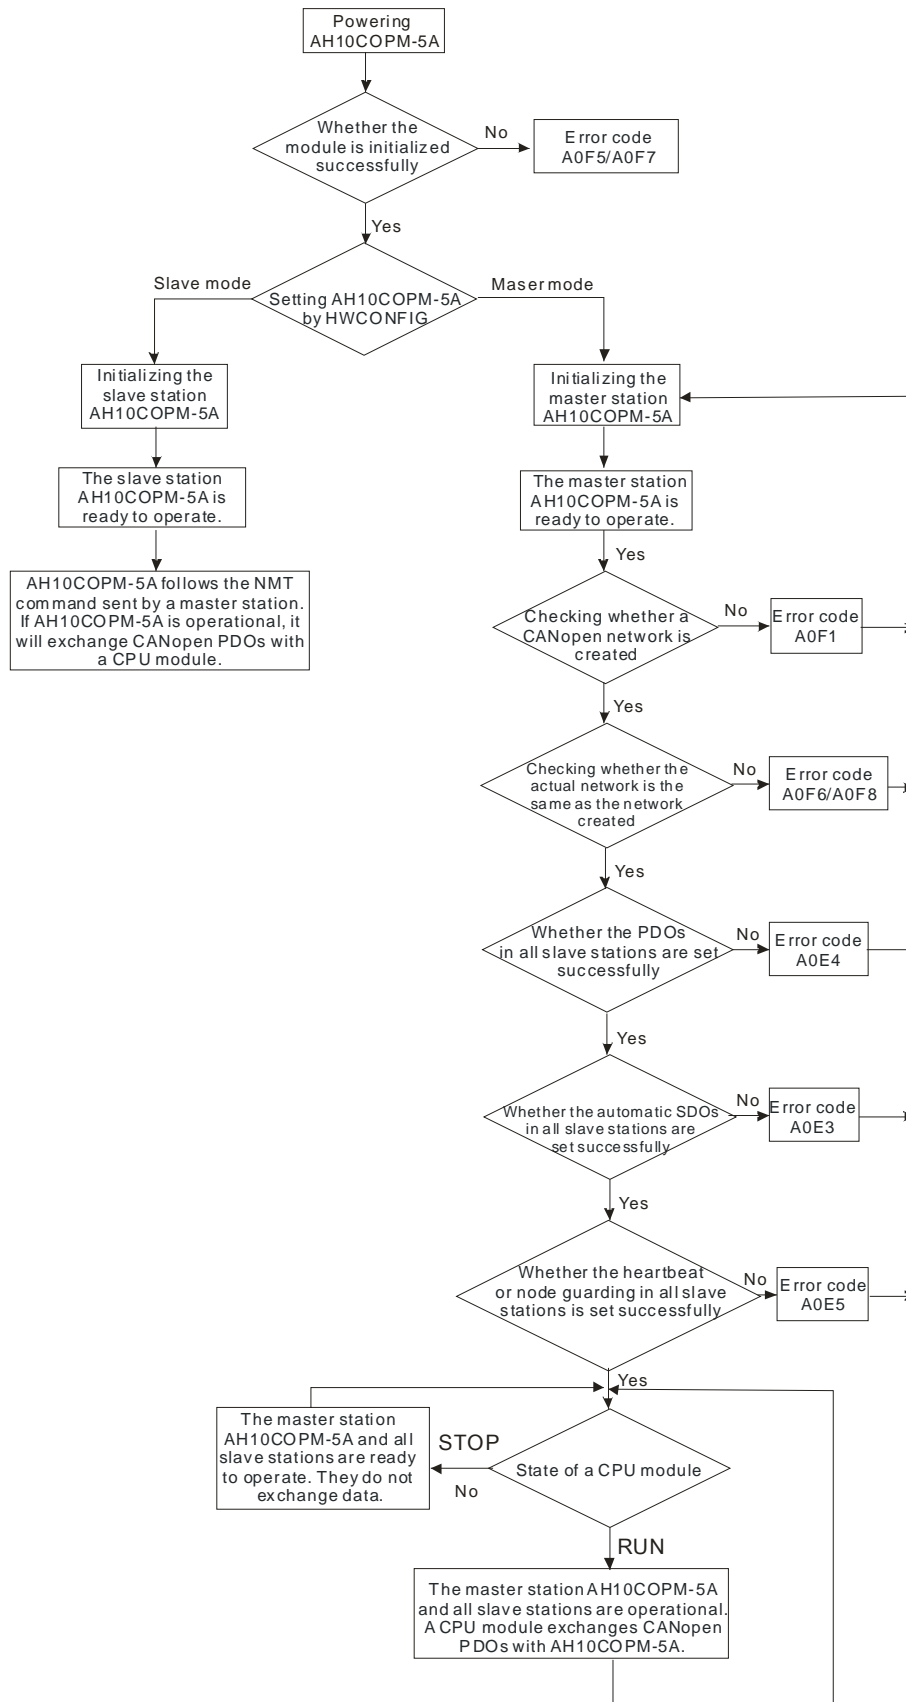 Powering
AH10COPM-5A
Whether the
module is initialized
successfully
No
Error code
A0F5/A0F7
Yes
Slave mode
Maser mode
Setting AH10COPM-5A
by HWCONFIG
Initializing the
slave station
AH10COPM-5A
Initializing the
master station
AH10COPM-5A
The slave station
AH10COPM-5A is
ready to operate.
The master station
AH10COPM-5A is
ready to operate.
Yes
AH10COPM-5A follows the NMT
command sent by a master station.
If AH10COPM-5A is operational, it
will exchange CANopen PDOs with
a CPU module.
Checking whether a
CANopen network is
created
No
Error code
A0F1
Yes
Checking whether the
actual network is the
same as the network
created
No
Error code
A0F6/A0F8
Yes
Whether the PDOs
in all slave stations are set
successfully
No
Error code
A0E4
Yes
Whether the automatic SDOs
in all slave stations are
set successfully
No
Error code
A0E3
Yes
Whether the heartbeat
or node guarding in all slave
stations is set successfully
No
Error code
A0E5
Yes
The master station
AH10COPM-5A and all
slave stations are ready
to operate. They do not
exchange data.
STOP
No
State of a CPU module
RUN
The master station AH10COPM-5A
and all slave stations are operational.
A CPU module exchanges CANopen
PDOs with AH10COPM-5A.